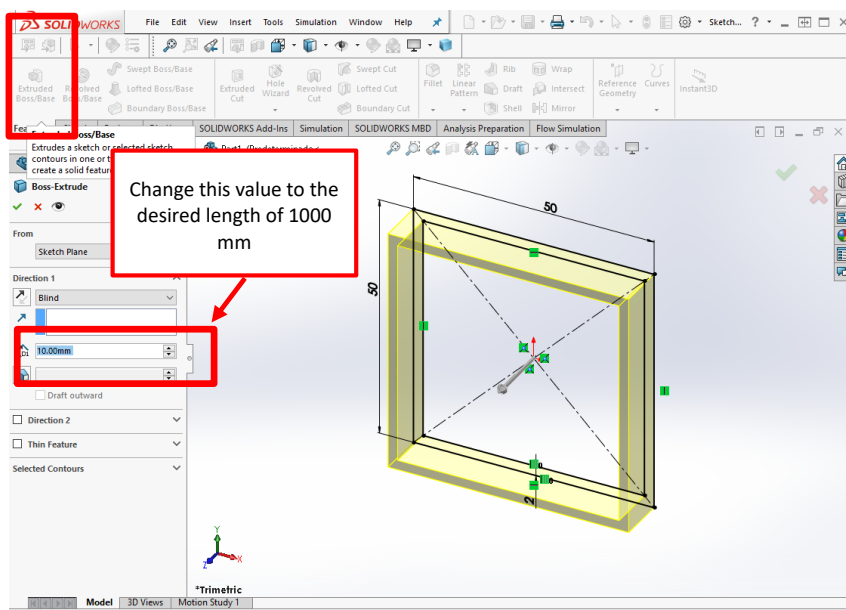 SOLIDWORKS File Edit View Insert Tools Simulation Window Help Sketch... ?
Extruded Boss/Base
Revolved Boss/Base
Swept Boss/Base
Lofted Boss/Base
Boundary Boss/Base
Extruded Cut
Hole Wizard
Revolved Cut
Swept Cut
Lofted Cut
Boundary Cut
Fillet
Linear Pattern
Rib
Draft
Shell
Wrap
Intersect
Mirror
Reference Geometry
Curves
Instant3D
SOLIDWORKS Add-Ins Simulation SOLIDWORKS MBD Analysis Preparation Flow Simulation
Boss/Base
Extrudes a sketch or selected sketch
contours in one or
create a solid
Change this value to the
desired length of 1000
mm
Boss-Extrude
From
Sketch Plane
Direction 1
Blind
D1 10.00mm
Draft outward
Direction 2
Thin Feature
Selected Contours
50
50
2
Y
X
Z
*Trimetric
Model 3D Views Motion Study 1